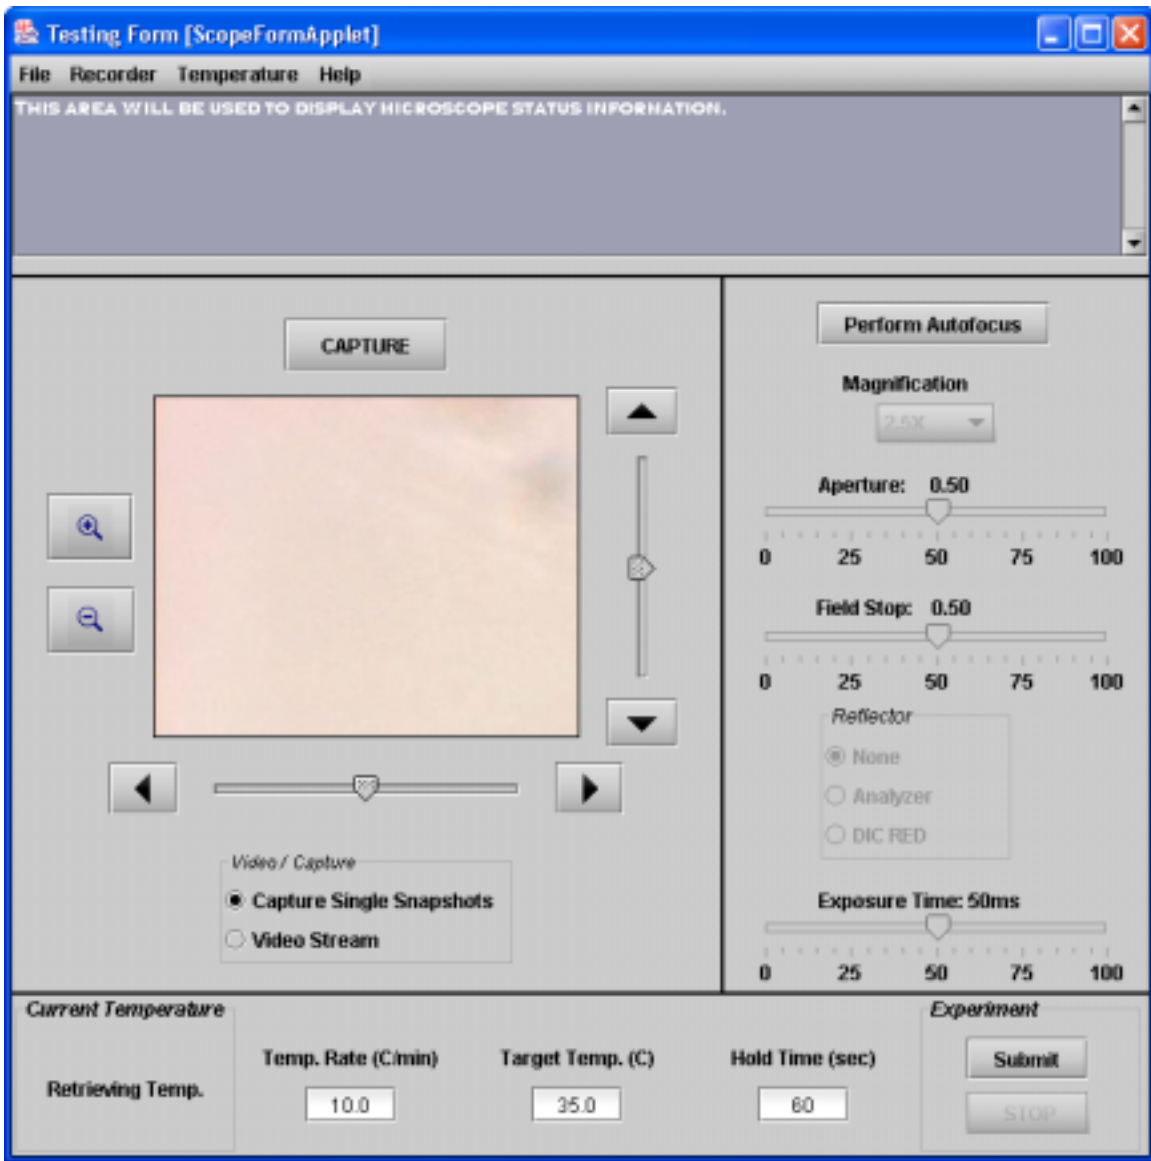 Testing Form [ScopeFormApplet]
File Recorder Temperature Help
THIS AREA WILL BE USED TO DISPLAY MICROSCOPE STATUS INFORMATION.
CAPTURE
Video / Capture
Capture Single Snapshots
Video Stream
Perform Autofocus
Magnification
2.5X
Aperture: 0.50
0 25 50 75 100
Field Stop: 0.50
0 25 50 75 100
Reflector
None
Analyzer
DIC RED
Exposure Time: 50ms
0 25 50 75 100
Current Temperature
Retrieving Temp.
Temp. Rate (C/min) Target Temp. (C) Hold Time (sec)
10.0 35.0 60
Experiment
Submit
STOP